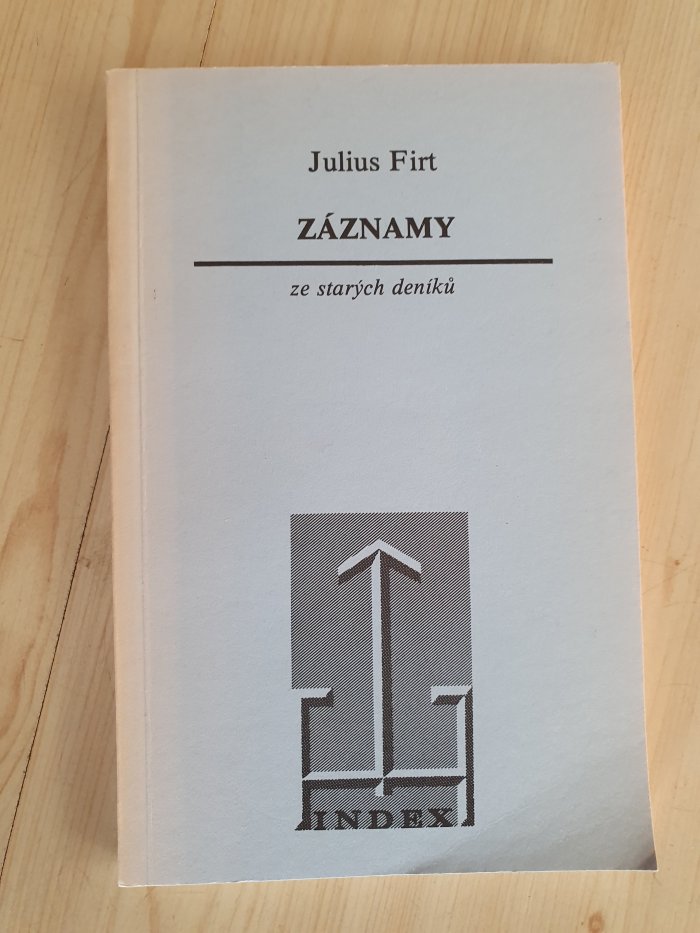 Julius Firt
ZÁZNAMY
ze starých deníků
INDEX